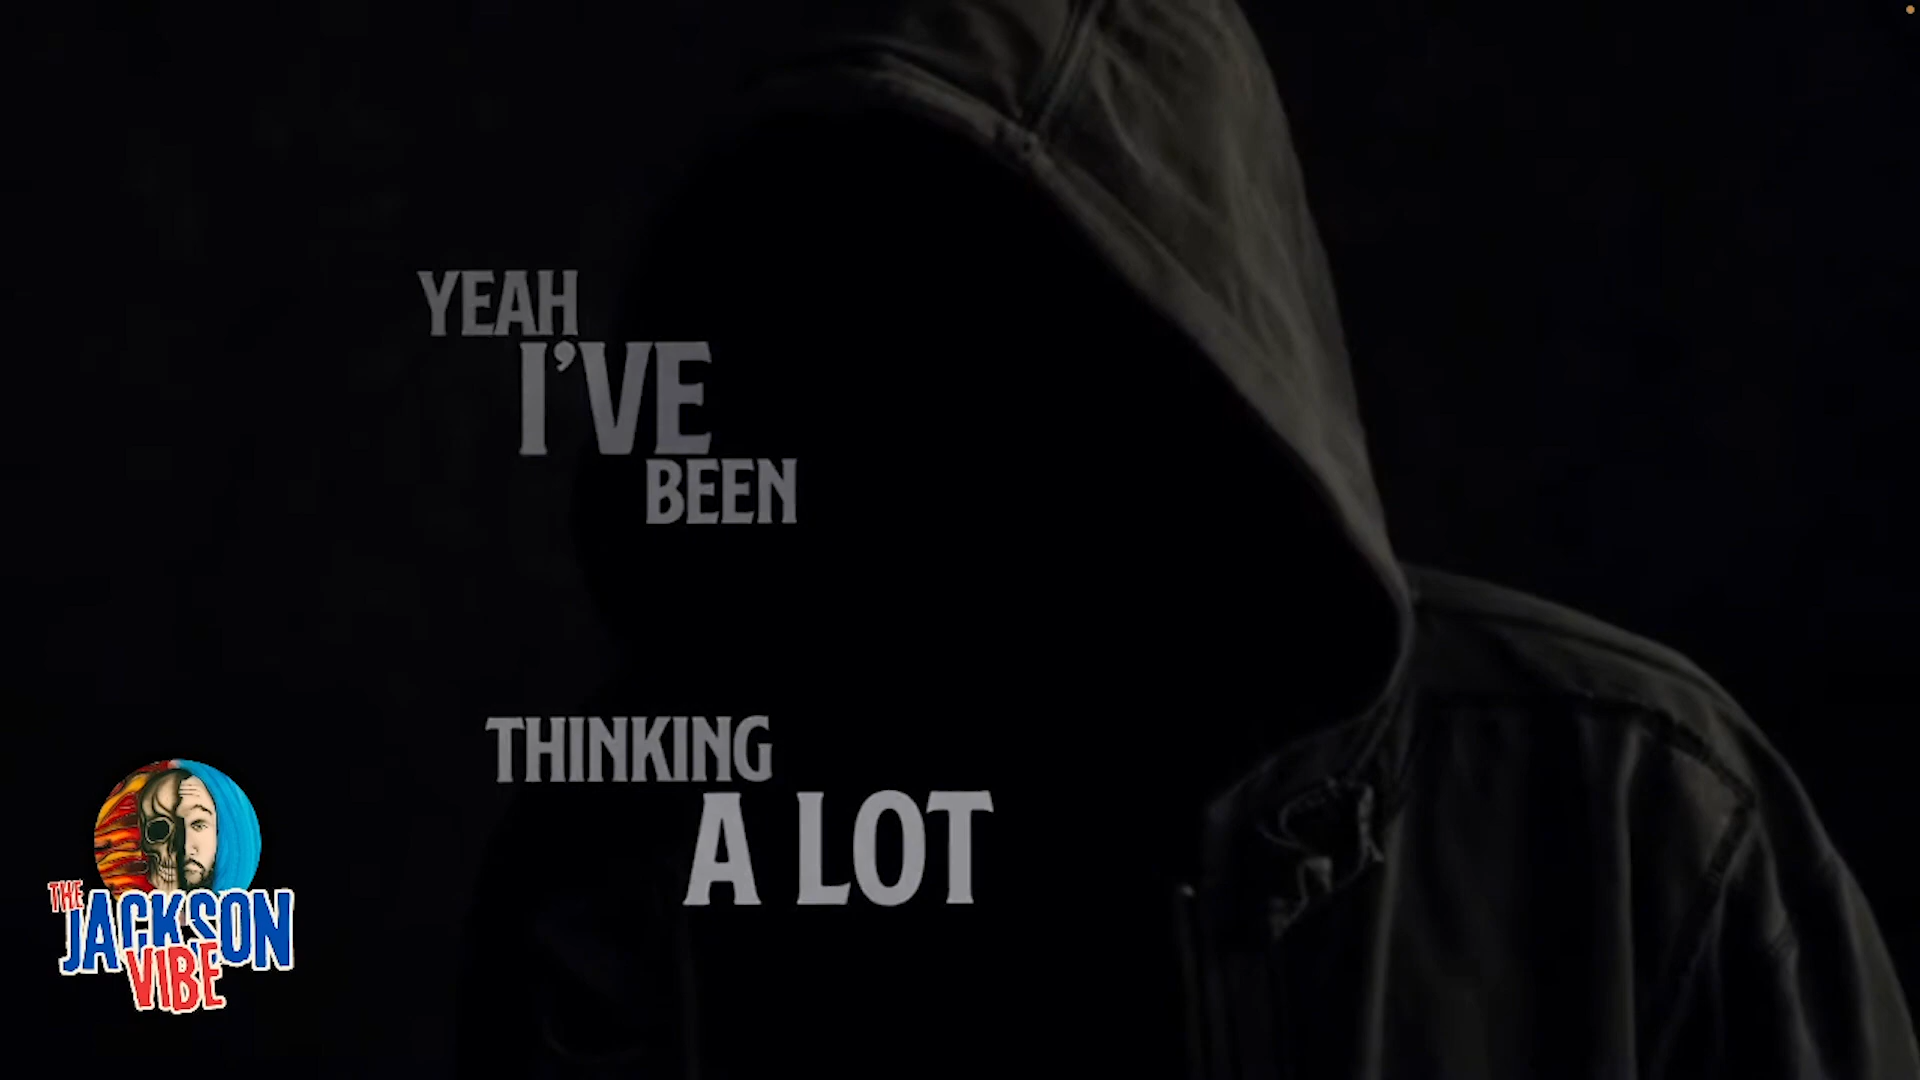 YEAH
I'VE
BEEN
THINKING
A LOT
THE
JACKSON
VIBE